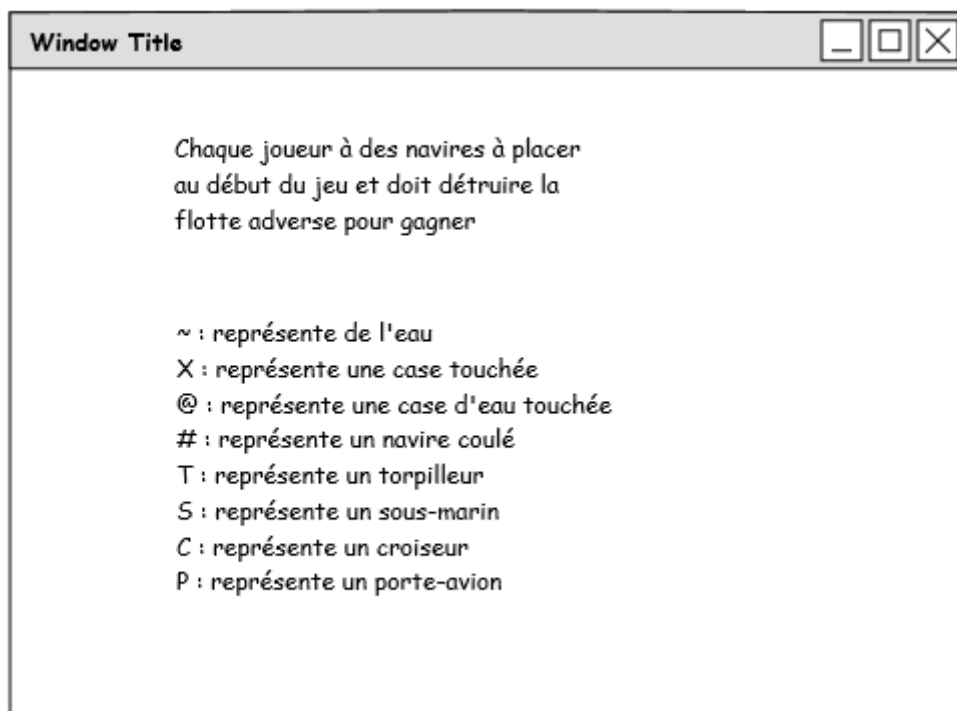 Window Title
Chaque joueur à des navires à placer
au début du jeu et doit détruire la
flotte adverse pour gagner
~ : représente de l'eau
X : représente une case touchée
@ : représente une case d'eau touchée
# : représente un navire coulé
T : représente un torpilleur
S : représente un sous-marin
C : représente un croiseur
P : représente un porte-avion